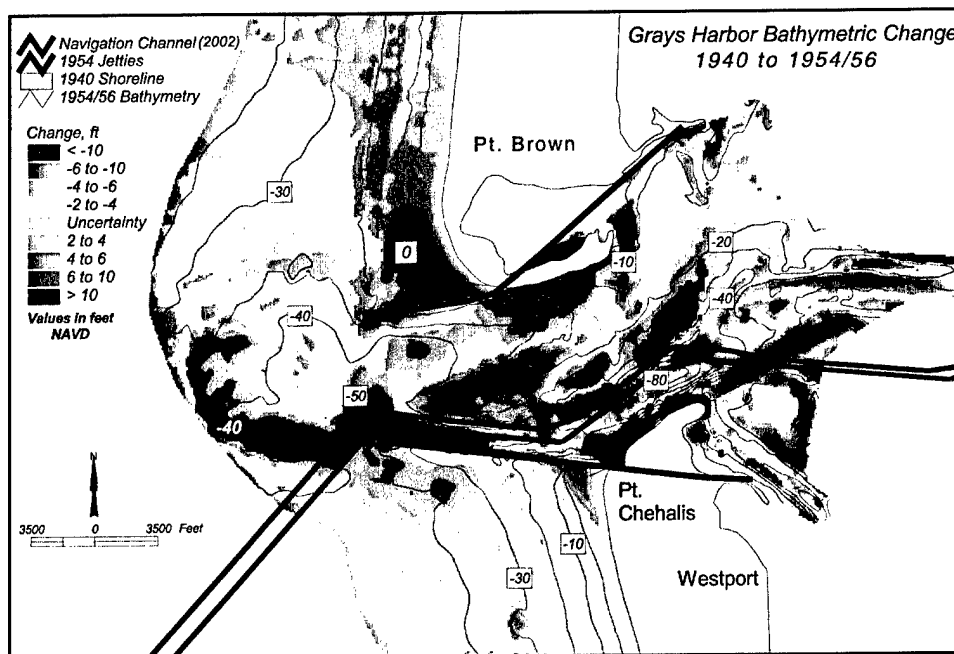 Grays Harbor Bathymetric Change
1940 to 1954/56
Navigation Channel (2002)
1954 Jetties
1940 Shoreline
1954/56 Bathymetry
Change, ft
< -10
-6 to -10
-4 to -6
-2 to -4
Uncertainty
2 to 4
4 to 6
6 to 10
> 10
Values in feet
NAVD
Pt. Brown
-30
0
-10
-20
-40
-40
-50
-80
-40
N
3500 0 3500 Feet
Pt.
Chehalis
-10
-30
Westport